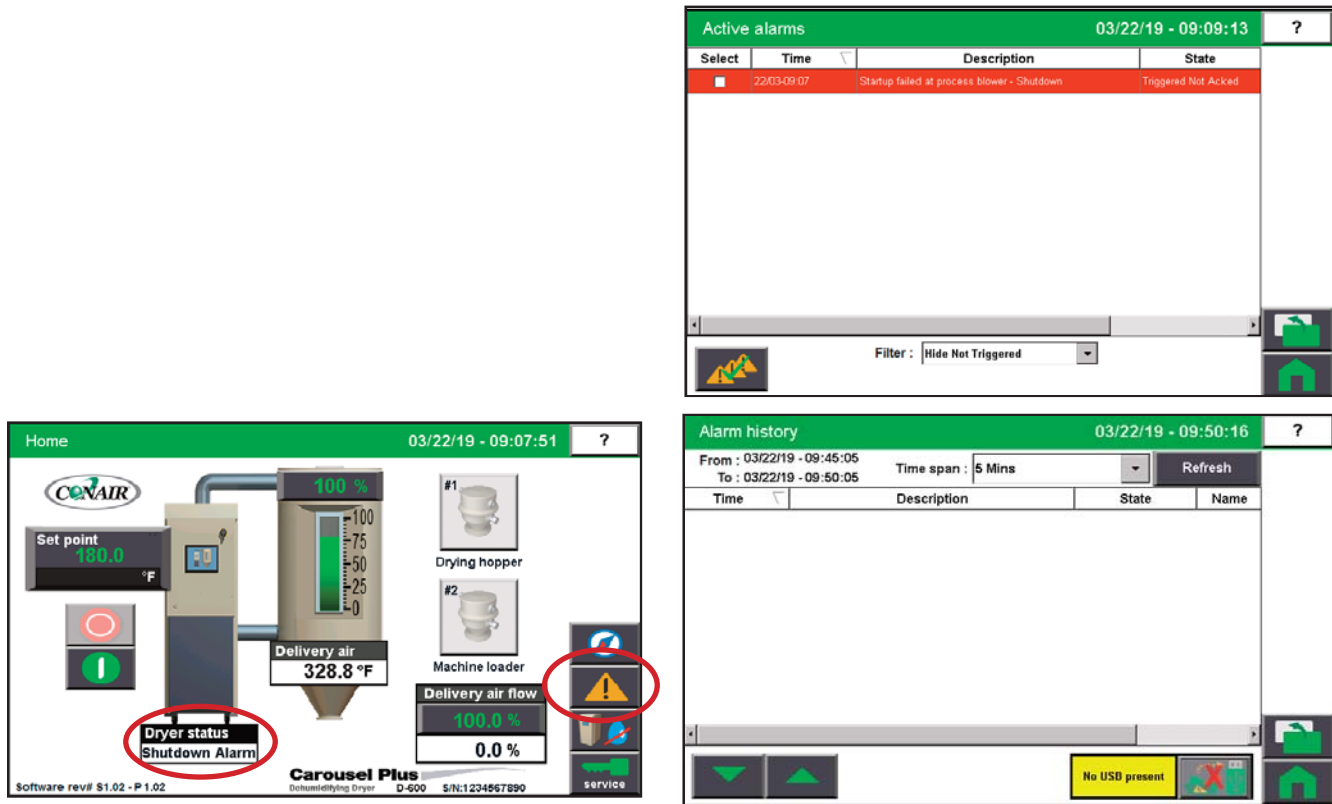 Active alarms 03/22/19 - 09:09:13 ?
Select Time Description State
22/03-09:07 Startup failed at process blower - Shutdown Triggered Not Acked
Filter : Hide Not Triggered
Home 03/22/19 - 09:07:51 ?
CONAIR
100 %
#1
Set point
180.0
°F
100
75
50
25
0
Drying hopper
#2
Delivery air
328.8 °F
Machine loader
Delivery air flow
100.0 %
0.0 %
Dryer status
Shutdown Alarm
Carousel Plus
Dehumidifying Dryer D-600 S/N:1234567890
Software rev# S1.02 - P 1.02
service
Alarm history 03/22/19 - 09:50:16 ?
From : 03/22/19 - 09:45:05
To : 03/22/19 - 09:50:05
Time span : 5 Mins
Refresh
Time Description State Name
No USB present